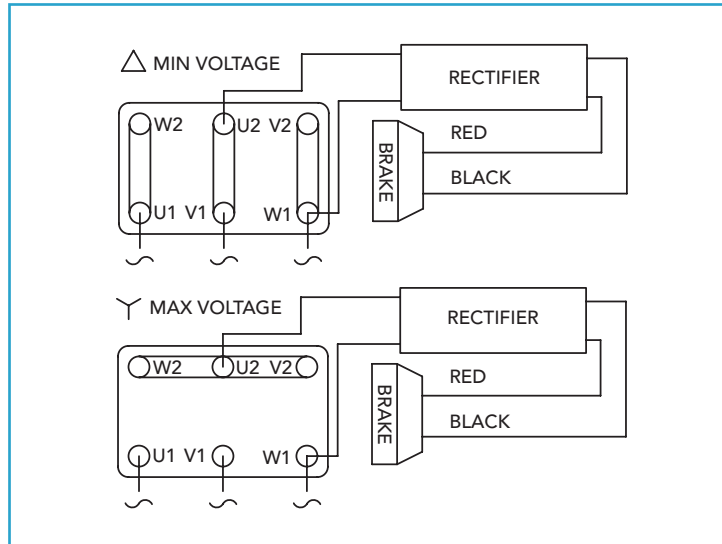 MIN VOLTAGE
RECTIFIER
W2 U2 V2
RED
BRAKE
BLACK
U1 V1 W1
MAX VOLTAGE
RECTIFIER
W2 U2 V2
RED
BRAKE
BLACK
U1 V1 W1